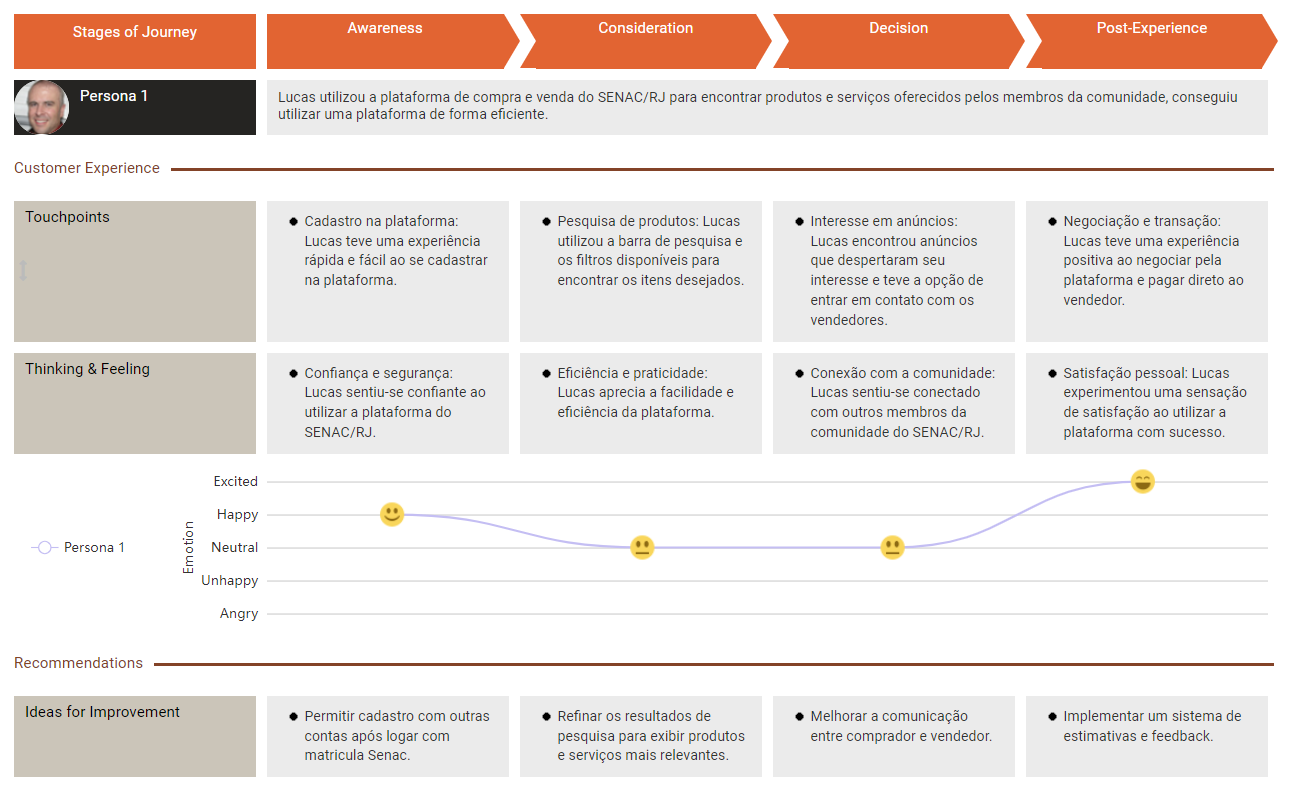 Stages of Journey
Awareness
Consideration
Decision
Post-Experience
Persona 1
Lucas utilizou a plataforma de compra e venda do SENAC/RJ para encontrar produtos e serviços oferecidos pelos membros da comunidade, conseguiu
utilizar uma plataforma de forma eficiente.
Customer Experience
Touchpoints
Cadastro na plataforma:
Lucas teve uma experiência
rápida e fácil ao se cadastrar
na plataforma.
Pesquisa de produtos: Lucas
utilizou a barra de pesquisa e
os filtros disponíveis para
encontrar os itens desejados.
Interesse em anúncios:
Lucas encontrou anúncios
que despertaram seu
interesse e teve a opção de
entrar em contato com os
vendedores.
Negociação e transação:
Lucas teve uma experiência
positiva ao negociar pela
plataforma e pagar direto ao
vendedor.
Thinking & Feeling
Confiança e segurança:
Lucas sentiu-se confiante ao
utilizar a plataforma do
SENAC/RJ.
Eficiência e praticidade:
Lucas aprecia a facilidade e
eficiência da plataforma.
Conexão com a comunidade:
Lucas sentiu-se conectado
com outros membros da
comunidade do SENAC/RJ.
Satisfação pessoal: Lucas
experimentou uma sensação
de satisfação ao utilizar a
plataforma com sucesso.
Persona 1
Emotion
Excited
Happy
Neutral
Unhappy
Angry
Recommendations
Ideas for Improvement
Permitir cadastro com outras
contas após logar com
matricula Senac.
Refinar os resultados de
pesquisa para exibir produtos
e serviços mais relevantes.
Melhorar a comunicação
entre comprador e vendedor.
Implementar um sistema de
estimativas e feedback.